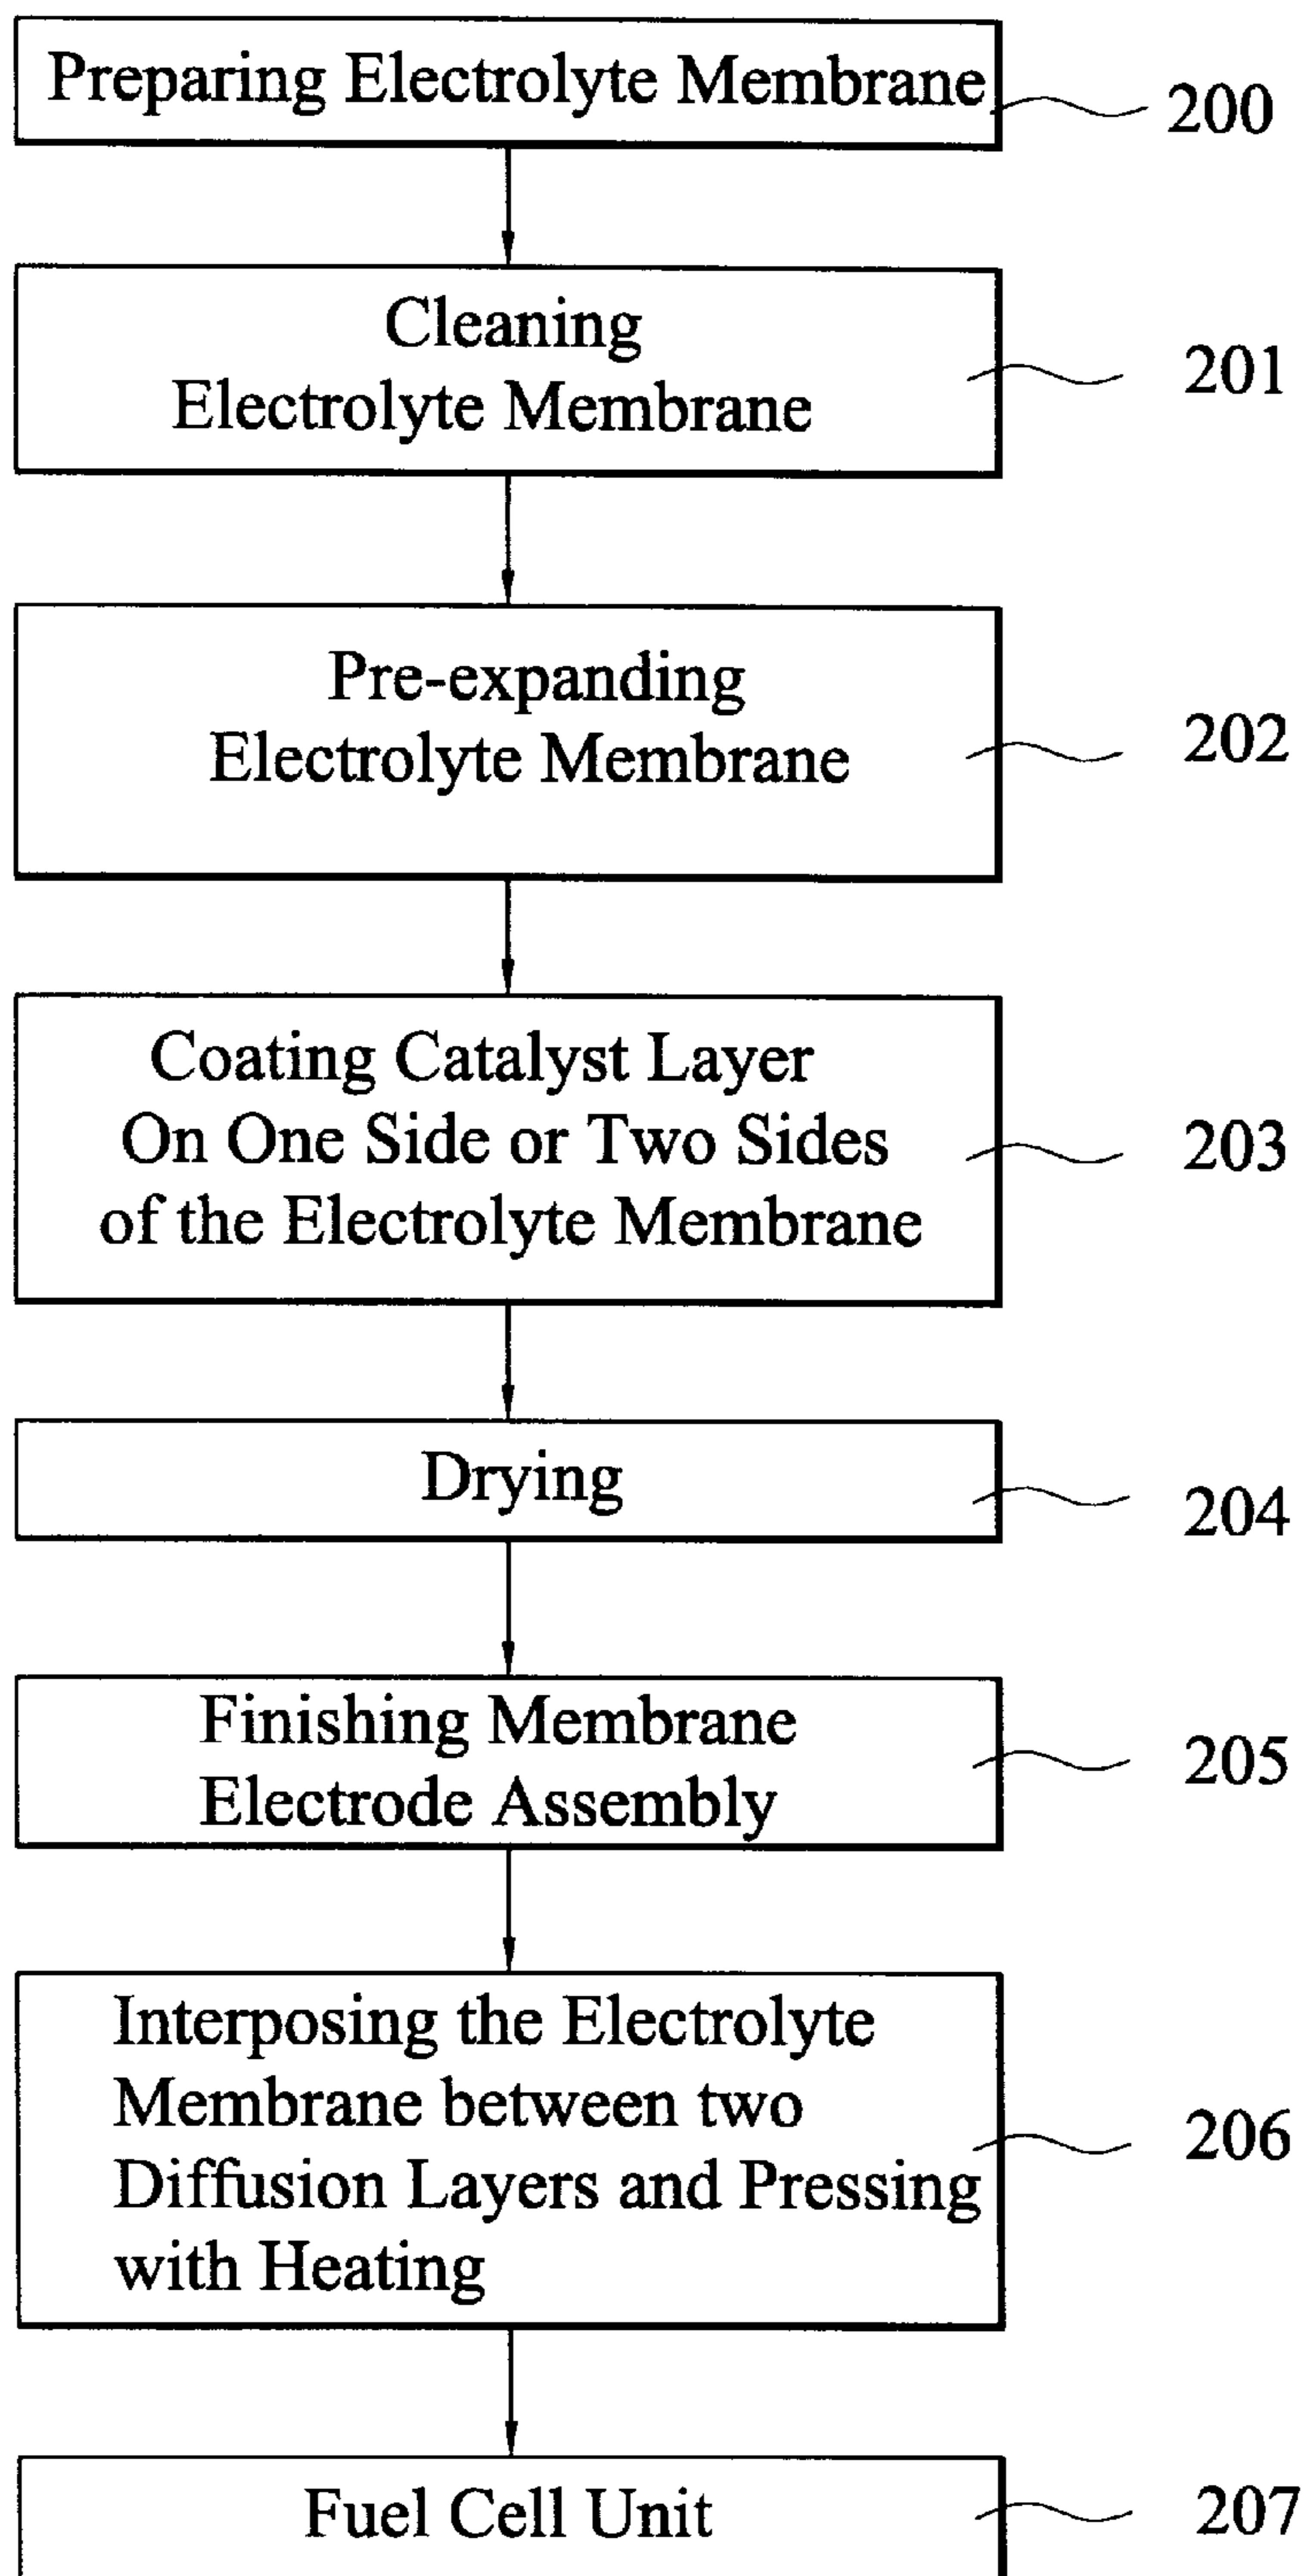 Preparing Electrolyte Membrane
200
Cleaning
Electrolyte Membrane
201
Pre-expanding
Electrolyte Membrane
202
Coating Catalyst Layer
On One Side or Two Sides
of the Electrolyte Membrane
203
Drying
204
Finishing Membrane
Electrode Assembly
205
Interposing the Electrolyte
Membrane between two
Diffusion Layers and Pressing
with Heating
206
Fuel Cell Unit
207